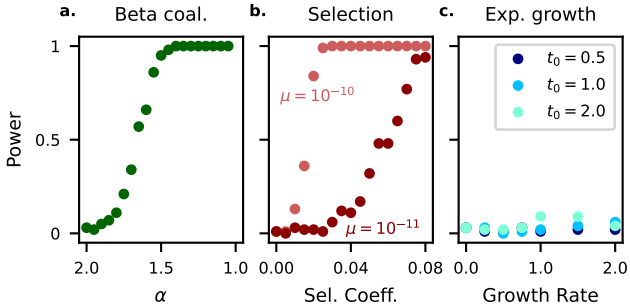 a. Beta coal.
b. Selection
c. Exp. growth
Power
1
0.5
0
2.0 1.5 1.0
α
μ = 10⁻¹⁰
μ = 10⁻¹¹
0.00 0.04 0.08
Sel. Coeff.
t₀ = 0.5
t₀ = 1.0
t₀ = 2.0
0.0 1.0 2.0
Growth Rate